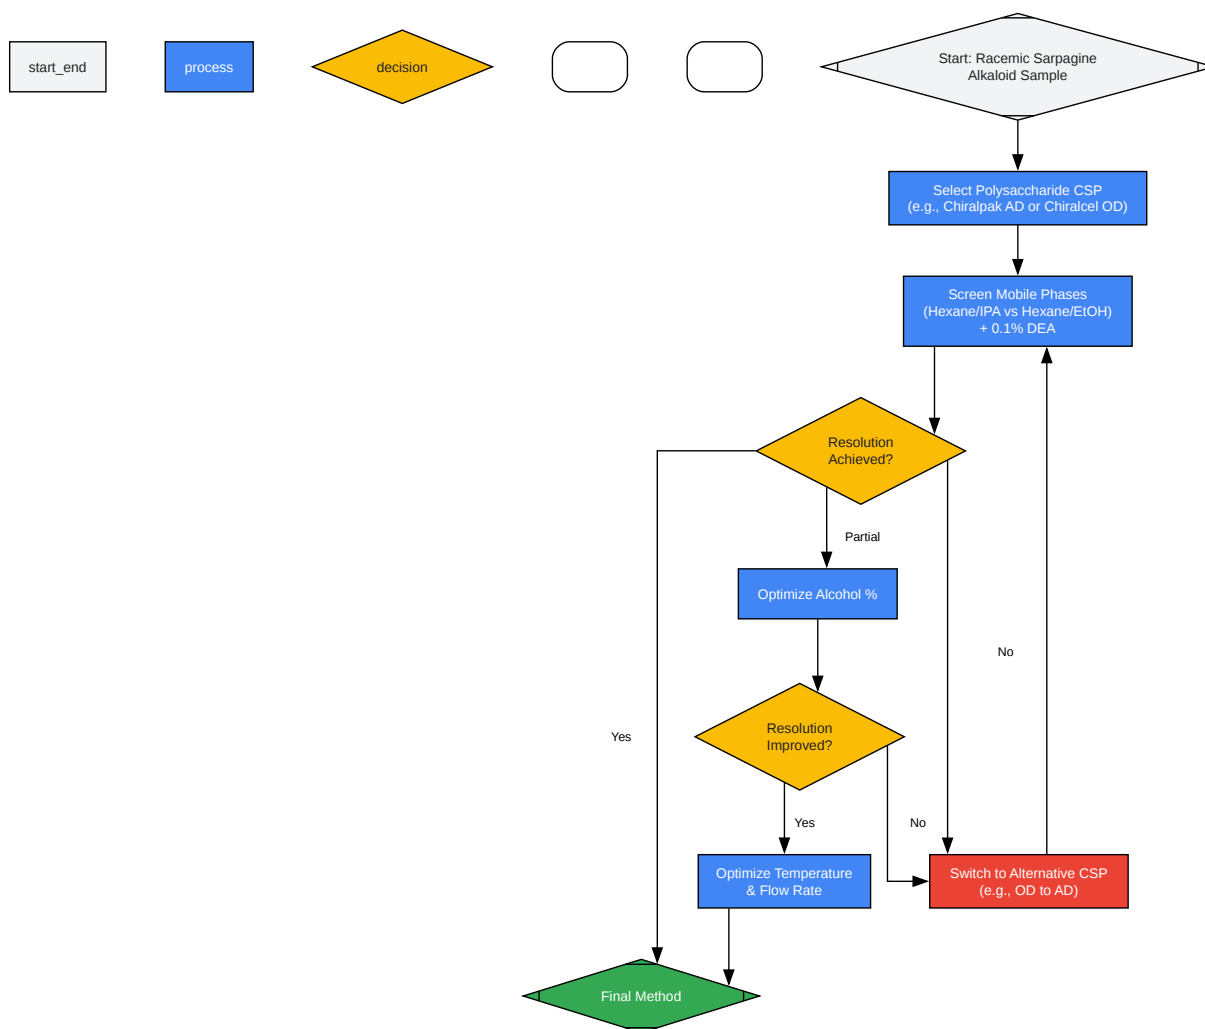 start_end
process
decision
Start: Racemic Sarpagine
Alkaloid Sample
Select Polysaccharide CSP
(e.g., Chiralpak AD or Chiralcel OD)
Screen Mobile Phases
(Hexane/IPA vs Hexane/EtOH)
+ 0.1% DEA
Resolution
Achieved?
Partial
Optimize Alcohol %
No
Resolution
Improved?
Yes
Yes
No
Optimize Temperature
& Flow Rate
Switch to Alternative CSP
(e.g., OD to AD)
Final Method